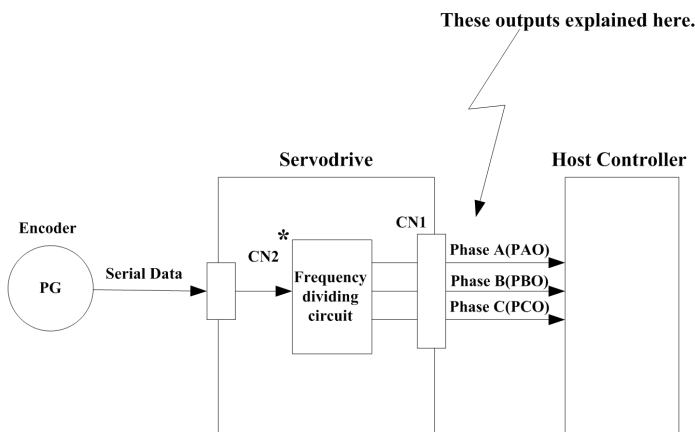 These outputs explained here.
Servodrive
Host Controller
Encoder
PG
Serial Data
CN2
*
Frequency
dividing
circuit
CN1
Phase A(PAO)
Phase B(PBO)
Phase C(PCO)